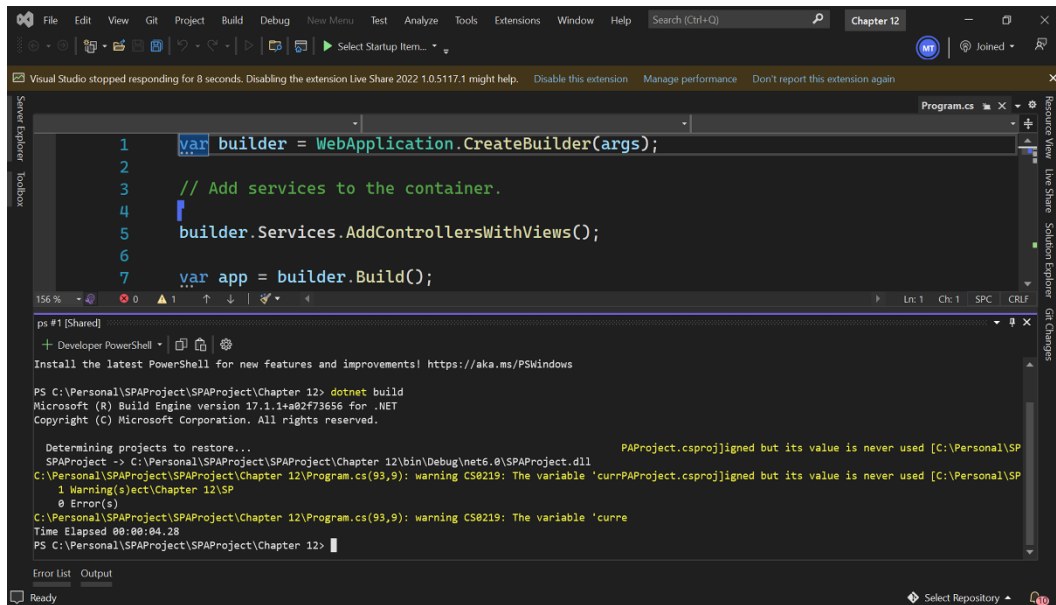 File Edit View Git Project Build Debug New Menu Test Analyze Tools Extensions Window Help Search (Ctrl+Q) Chapter 12
Select Startup Item... MT Joined
Visual Studio stopped responding for 8 seconds. Disabling the extension Live Share 2022 1.0.5117.1 might help. Disable this extension Manage performance Don't report this extension again
Server Explorer
Toolbox
Program.cs
1 var builder = WebApplication.CreateBuilder(args);
2
3 // Add services to the container.
4
5 builder.Services.AddControllersWithViews();
6
7 var app = builder.Build();
156 % 0 1 Ln: 1 Ch: 1 SPC CRLF
Resource View
Live Share
Solution Explorer
Git Changes
ps #1 [Shared]
+ Developer PowerShell
Install the latest PowerShell for new features and improvements! https://aka.ms/PSWindows
PS C:\Personal\SPAProject\SPAProject\Chapter 12> dotnet build
Microsoft (R) Build Engine version 17.1.1+a02f73656 for .NET
Copyright (C) Microsoft Corporation. All rights reserved.
Determining projects to restore... PAProject.csproj]igned but its value is never used [C:\Personal\SP
SPAProject -> C:\Personal\SPAProject\SPAProject\Chapter 12\bin\Debug\net6.0\SPAProject.dll
C:\Personal\SPAProject\SPAProject\Chapter 12\Program.cs(93,9): warning CS0219: The variable 'currPAProject.csproj]igned but its value is never used [C:\Personal\SP
1 Warning(s)ect\Chapter 12\SP
0 Error(s)
C:\Personal\SPAProject\SPAProject\Chapter 12\Program.cs(93,9): warning CS0219: The variable 'curre
Time Elapsed 00:00:04.28
PS C:\Personal\SPAProject\SPAProject\Chapter 12>
Error List Output
Ready Select Repository 10